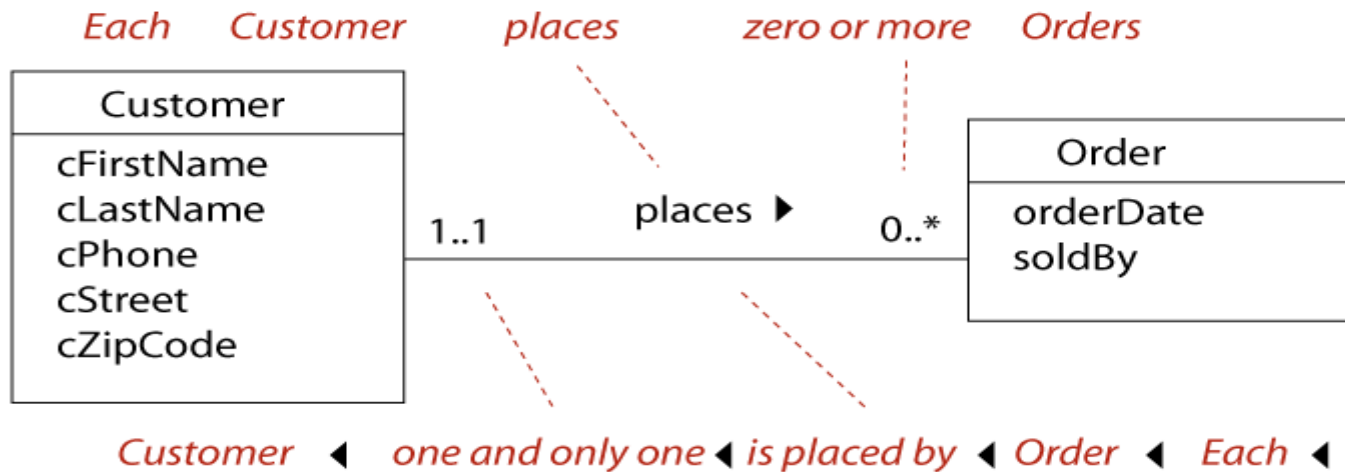 Each Customer places zero or more Orders
Customer
cFirstName
cLastName
cPhone
cStreet
cZipCode
1..1
places ▶
0..*
Order
orderDate
soldBy
Customer ◀ one and only one ◀ is placed by ◀ Order ◀ Each ◀